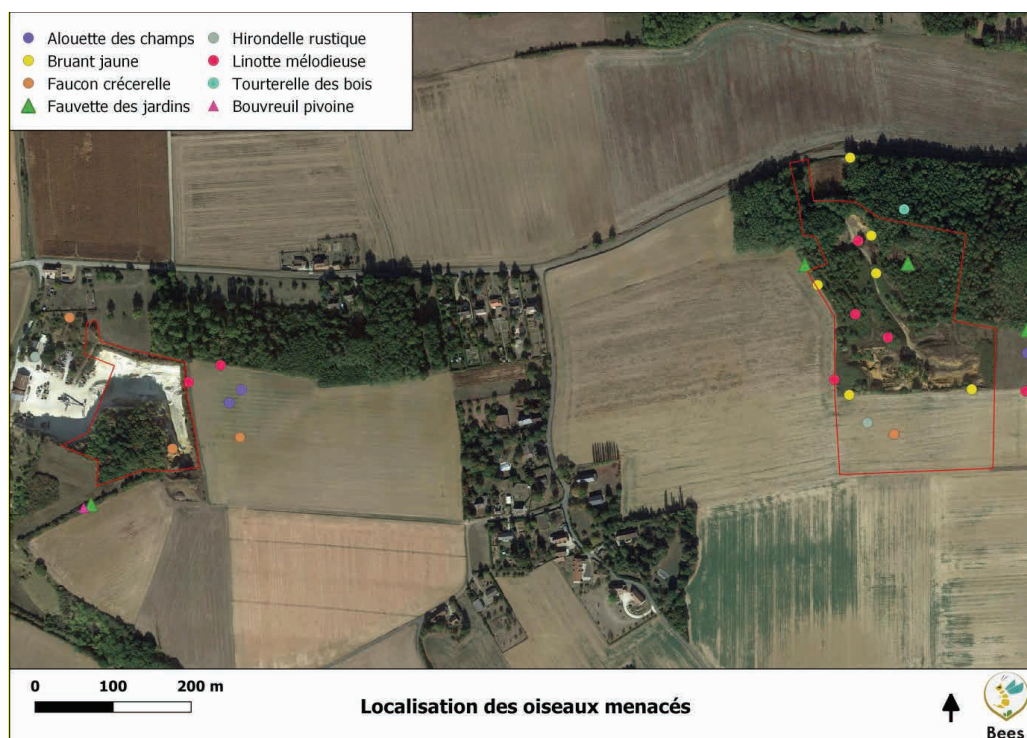 Alouette des champs
Bruant jaune
Faucon crécerelle
Fauvette des jardins
Hirondelle rustique
Linotte mélodieuse
Tourterelle des bois
Bouvreuil pivoine
0 100 200 m
Localisation des oiseaux menacés
Bees